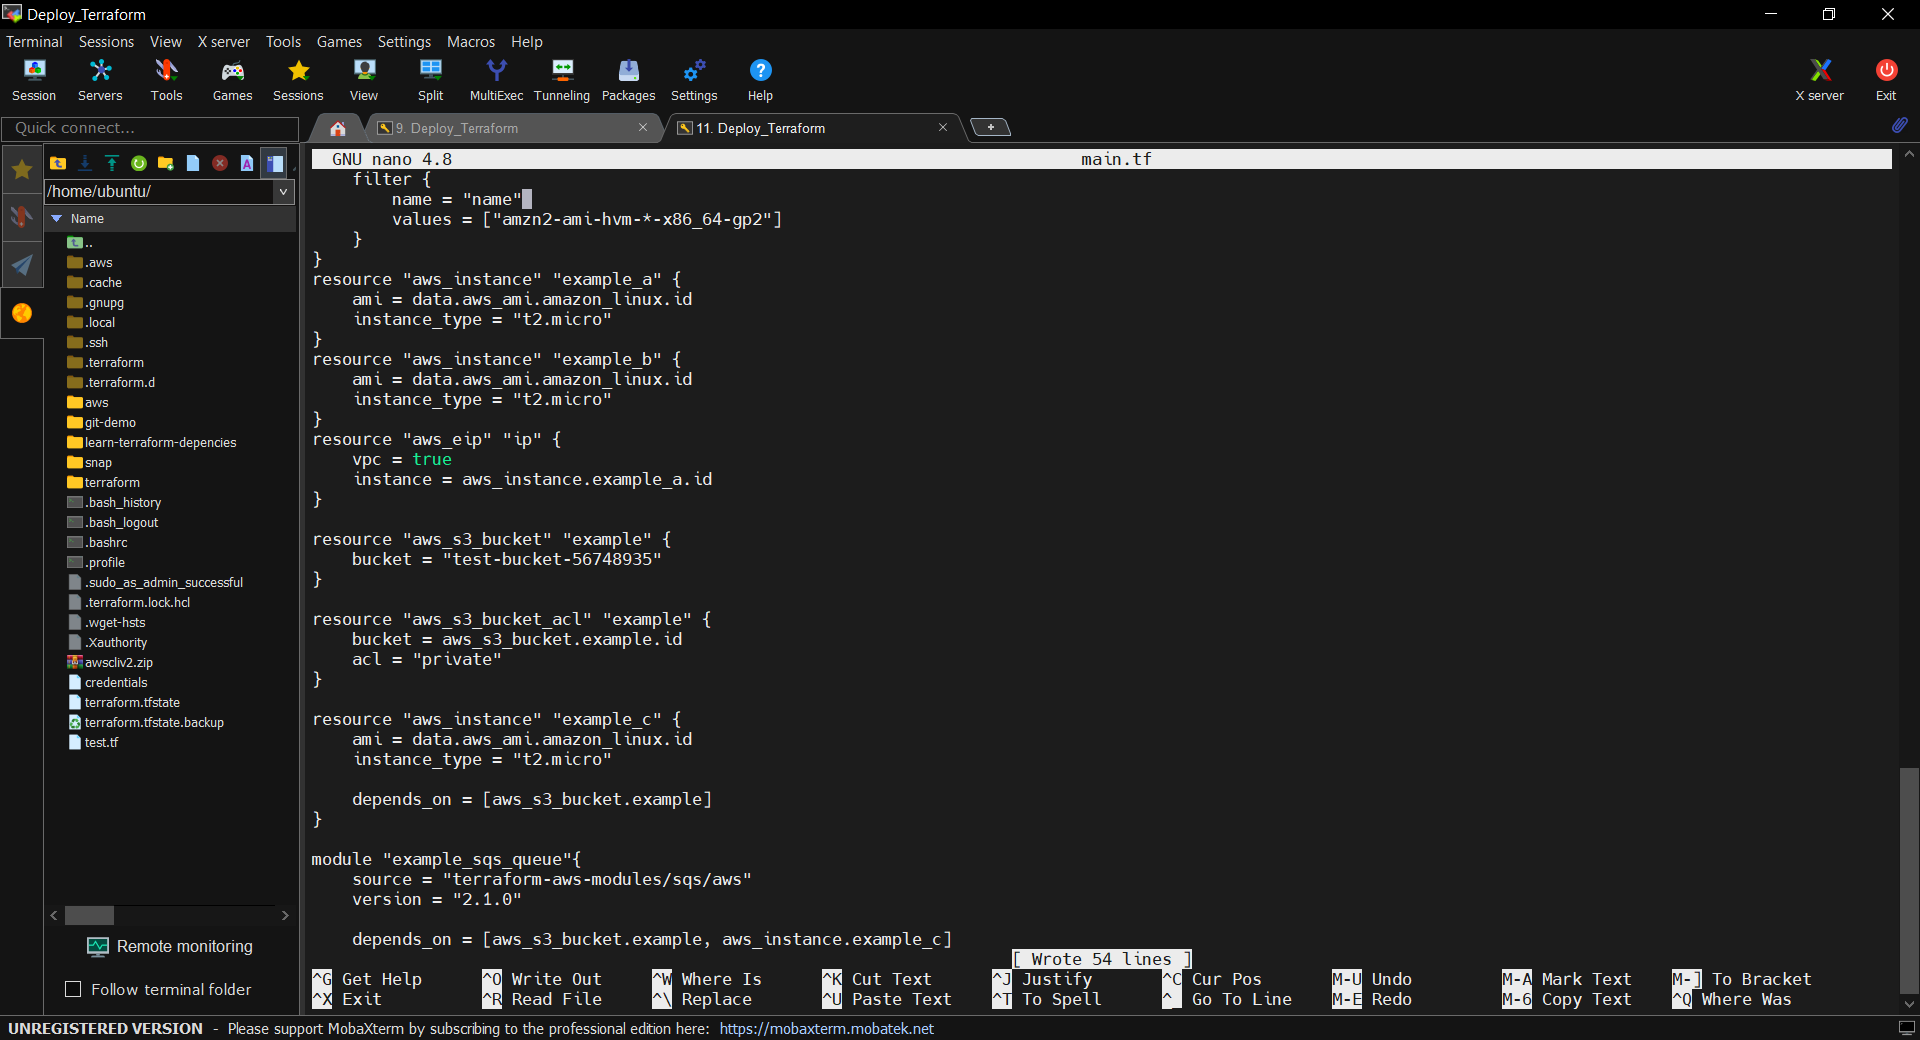 Deploy_Terraform
Terminal Sessions View X server Tools Games Settings Macros Help
Session Servers Tools Games Sessions View Split MultiExec Tunneling Packages Settings Help X server Exit
Quick connect...
9. Deploy_Terraform
11. Deploy_Terraform
/home/ubuntu/
Name
..
.aws
.cache
.gnupg
.local
.ssh
.terraform
.terraform.d
aws
git-demo
learn-terraform-depencies
snap
terraform
.bash_history
.bash_logout
.bashrc
.profile
.sudo_as_admin_successful
.terraform.lock.hcl
.wget-hsts
.Xauthority
awscliv2.zip
credentials
terraform.tfstate
terraform.tfstate.backup
test.tf
Remote monitoring
Follow terminal folder
GNU nano 4.8 main.tf
filter {
name = "name"
values = ["amzn2-ami-hvm-*-x86_64-gp2"]
}
}
resource "aws_instance" "example_a" {
ami = data.aws_ami.amazon_linux.id
instance_type = "t2.micro"
}
resource "aws_instance" "example_b" {
ami = data.aws_ami.amazon_linux.id
instance_type = "t2.micro"
}
resource "aws_eip" "ip" {
vpc = true
instance = aws_instance.example_a.id
}
resource "aws_s3_bucket" "example" {
bucket = "test-bucket-56748935"
}
resource "aws_s3_bucket_acl" "example" {
bucket = aws_s3_bucket.example.id
acl = "private"
}
resource "aws_instance" "example_c" {
ami = data.aws_ami.amazon_linux.id
instance_type = "t2.micro"
depends_on = [aws_s3_bucket.example]
}
module "example_sqs_queue"{
source = "terraform-aws-modules/sqs/aws"
version = "2.1.0"
depends_on = [aws_s3_bucket.example, aws_instance.example_c]
[ Wrote 54 lines ]
^G Get Help ^O Write Out ^W Where Is ^K Cut Text ^J Justify ^C Cur Pos M-U Undo M-A Mark Text M-] To Bracket
^X Exit ^R Read File ^\ Replace ^U Paste Text ^T To Spell ^_ Go To Line M-E Redo M-6 Copy Text ^Q Where Was
UNREGISTERED VERSION - Please support MobaXterm by subscribing to the professional edition here: https://mobaxterm.mobatek.net